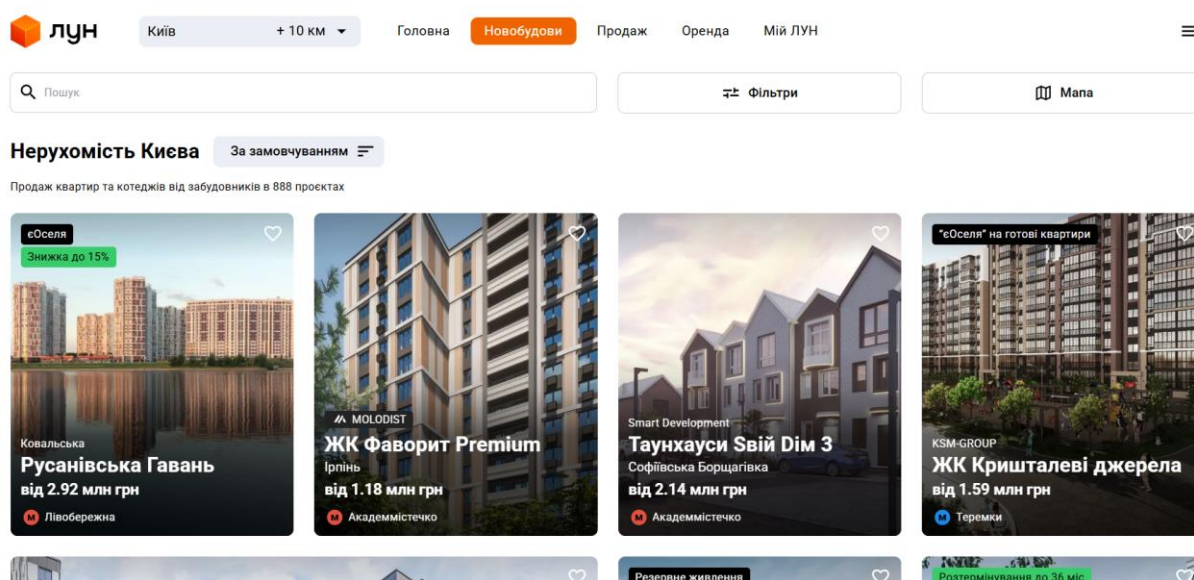 лун
Київ + 10 км
Головна Новобудови Продаж Оренда Мій ЛУН
Пошук
Фільтри
Мапа
Нерухомість Києва За замовчуванням
Продаж квартир та котеджів від забудовників в 888 проєктах
єОселя
Знижка до 15%
Ковальська
Русанівська Гавань
від 2.92 млн грн
М Лівобережна
MOLODIST
ЖК Фаворит Premium
Ірпінь
від 1.18 млн грн
М Академмістечко
Smart Development
Таунхауси Sвій Dім 3
Софіївська Борщагівка
від 2.14 млн грн
М Академмістечко
"єОселя" на готові квартири
KSM-GROUP
ЖК Кришталеві джерела
від 1.59 млн грн
М Теремки
Резервне живлення
Розтермінування до 36 міс